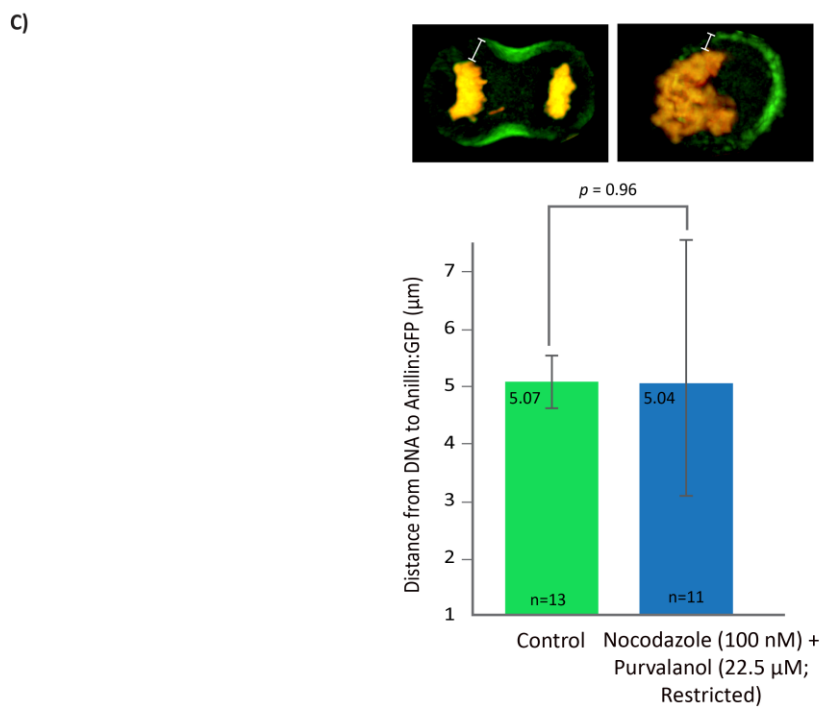 C)
p = 0.96
Distance from DNA to Anillin:GFP (μm)
7
6
5
4
3
2
1
5.07
5.04
n=13
n=11
Control
Nocodazole (100 nM) +
Purvalanol (22.5 μM;
Restricted)